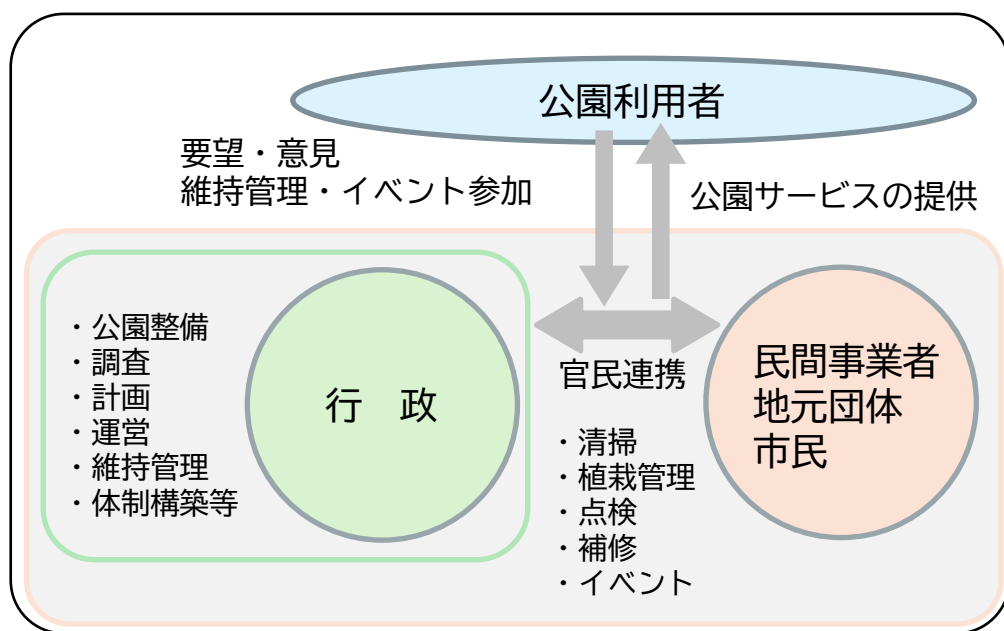 公園利用者
要望・意見
維持管理・イベント参加
公園サービスの提供
・公園整備
・調査
・計画
・運営
・維持管理
・体制構築等
行　政
官民連携
・清掃
・植栽管理
・点検
・補修
・イベント
民間事業者
地元団体
市民